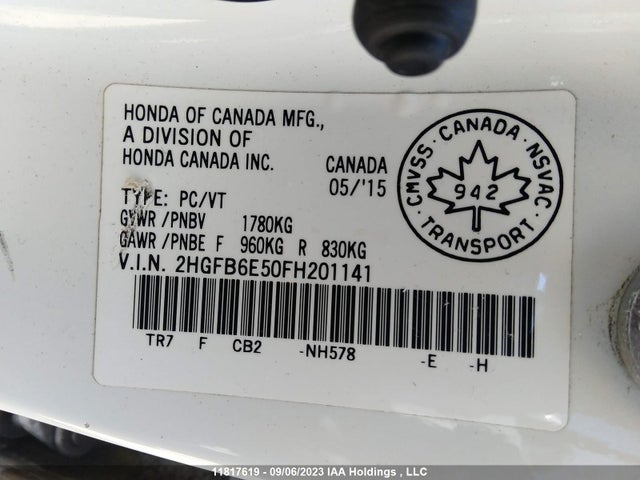 HONDA OF CANADA MFG.,
A DIVISION OF
HONDA CANADA INC. CANADA
05/'15
TYPE: PC/VT
GVWR/PNBV 1780KG
GAWR/PNBE F 960KG R 830KG
V.I.N. 2HGFB6E50FH201141
TR7 F CB2 -NH578 -E -H
CMVSS · CANADA · NSVAC
942
TRANSPORT
11817619 - 09/06/2023 IAA Holdings , LLC